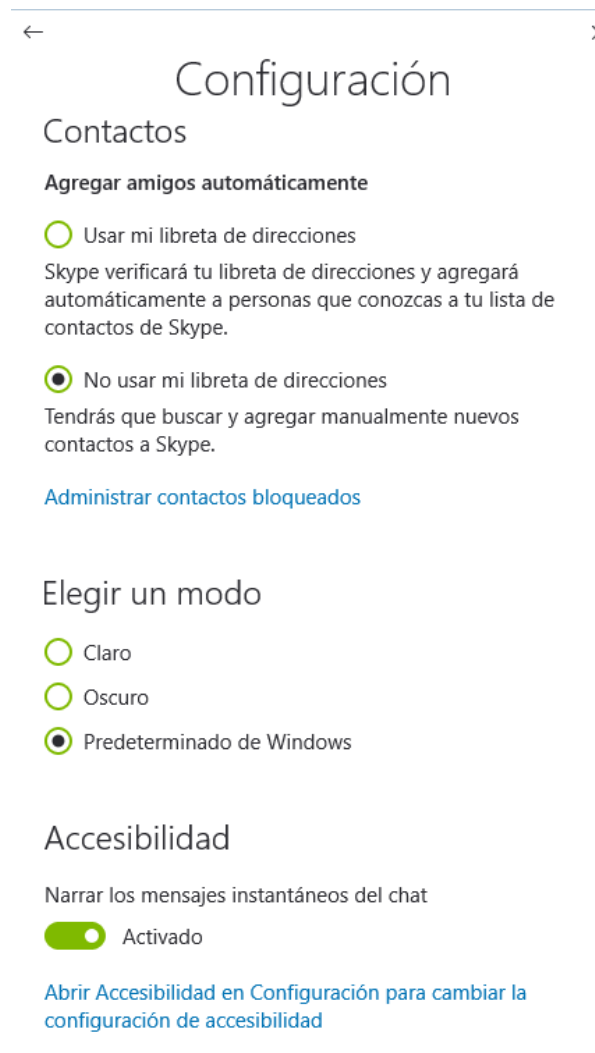 Configuración
Contactos
Agregar amigos automáticamente
Usar mi libreta de direcciones
Skype verificará tu libreta de direcciones y agregará
automáticamente a personas que conozcas a tu lista de
contactos de Skype.
No usar mi libreta de direcciones
Tendrás que buscar y agregar manualmente nuevos
contactos a Skype.
Administrar contactos bloqueados
Elegir un modo
Claro
Oscuro
Predeterminado de Windows
Accesibilidad
Narrar los mensajes instantáneos del chat
Activado
Abrir Accesibilidad en Configuración para cambiar la
configuración de accesibilidad